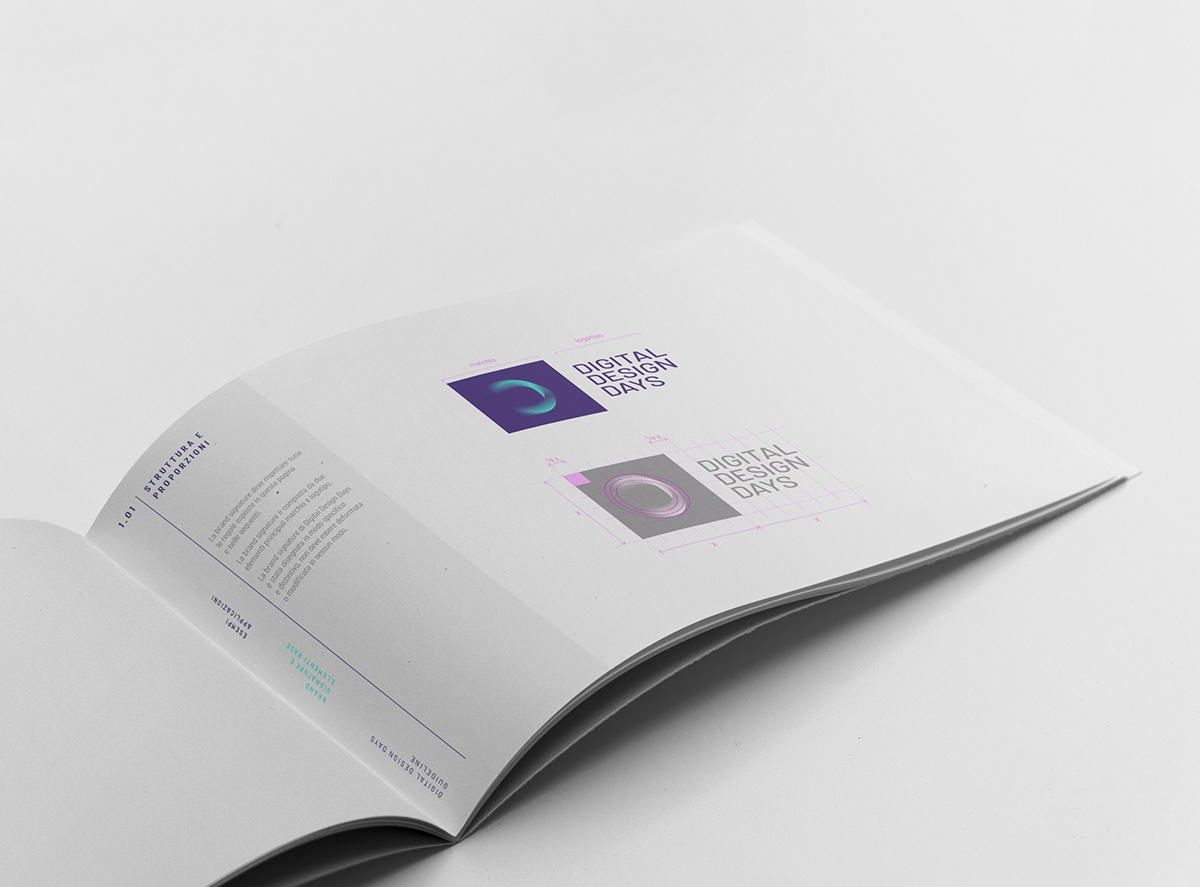 1.01
STRUTTURA E
PROPORZIONI
La brand signature deve rispettare tutte
le regole esposte in questa pagina
e nelle seguenti.
La brand signature è composta da due
elementi principali marchio e logotipo.
La brand signature di Digital Design Days
è stata disegnata in modo specifico
e distintivo, non deve essere deformata
o modificata in nessun modo.
ESEMPI
APPLICAZIONI
BRAND
SIGNATURE E
ELEMENTI BASE
DIGITAL DESIGN DAYS
GUIDELINE
marchio
logotipo
DIGITAL
DESIGN
DAYS
DIGITAL
DESIGN
DAYS
x
x